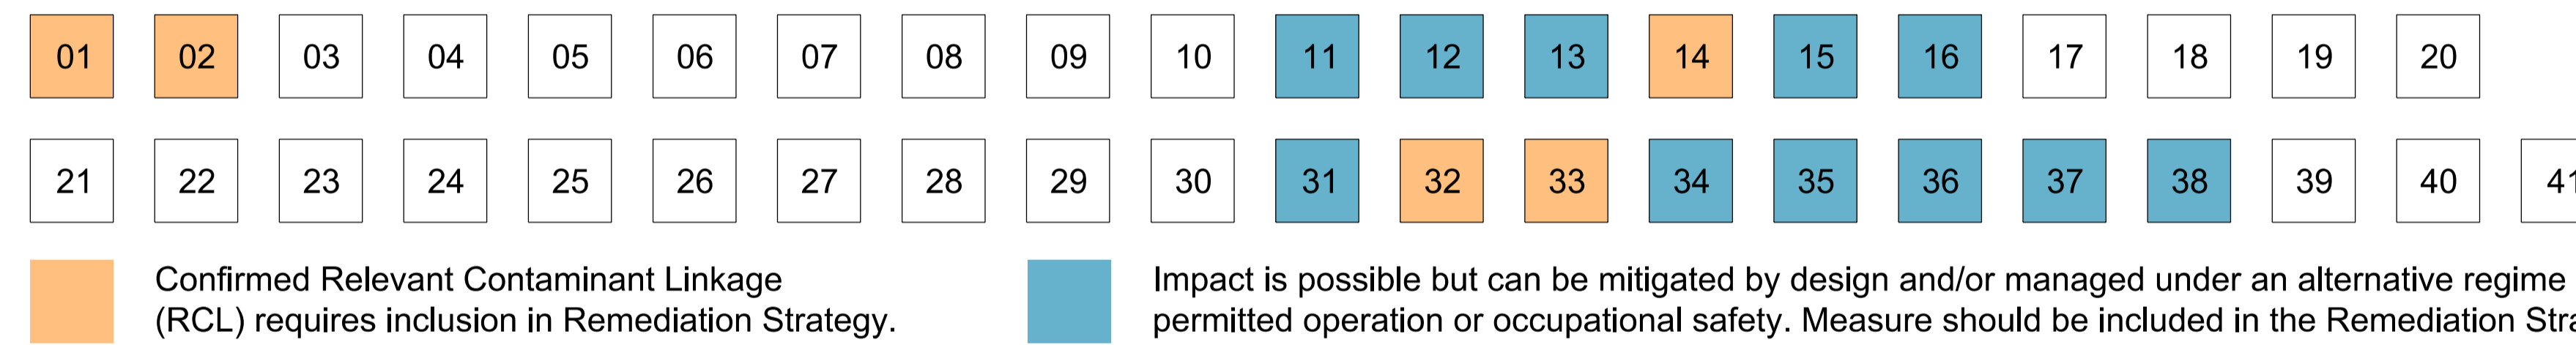 01 02 03 04 05 06 07 08 09 10 11 12 13 14 15 16 17 18 19 20
21 22 23 24 25 26 27 28 29 30 31 32 33 34 35 36 37 38 39 40 41
Confirmed Relevant Contaminant Linkage
(RCL) requires inclusion in Remediation Strategy.
Impact is possible but can be mitigated by design and/or managed under an alternative regime
permitted operation or occupational safety. Measure should be included in the Remediation